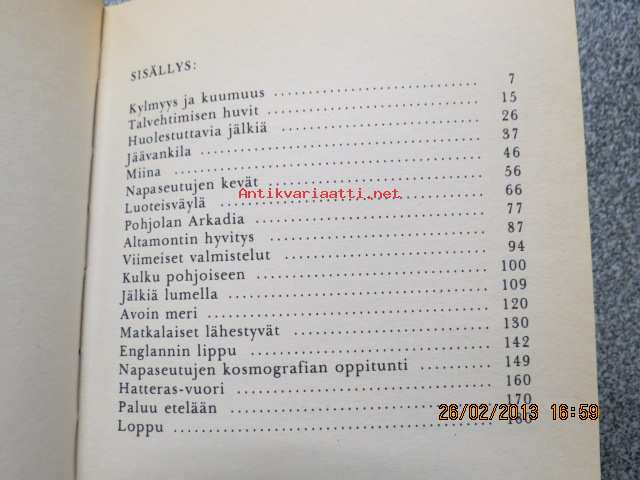 SISÄLLYS:
Kylmyys ja kuumuus .................... 7
Talvehtimisen huvit .................... 15
Huolestuttavia jälkiä .................... 26
Jäävankila .................... 37
Miina .................... 46
Napaseutujen kevät .................... 56
Antikvariaatti.net
Luoteisväylä .................... 66
Pohjolan Arkadia .................... 77
Altamontin hyvitys .................... 87
Viimeiset valmistelut .................... 94
Kulku pohjoiseen .................... 100
Jälkiä lumella .................... 109
Avoin meri .................... 120
Matkalaiset lähestyvät .................... 130
Englannin lippu .................... 142
Napaseutujen kosmografian oppitunti .................... 149
Hatteras-vuori .................... 160
Paluu etelään .................... 170
26/02/2013 16:59
Loppu ....................